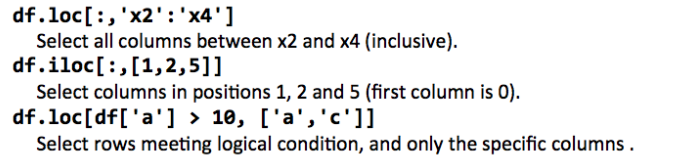 df.loc[:,'x2':'x4']
Select all columns between x2 and x4 (inclusive).
df.iloc[:,[1,2,5]]
Select columns in positions 1, 2 and 5 (first column is 0).
df.loc[df['a'] > 10, ['a','c']]
Select rows meeting logical condition, and only the specific columns .